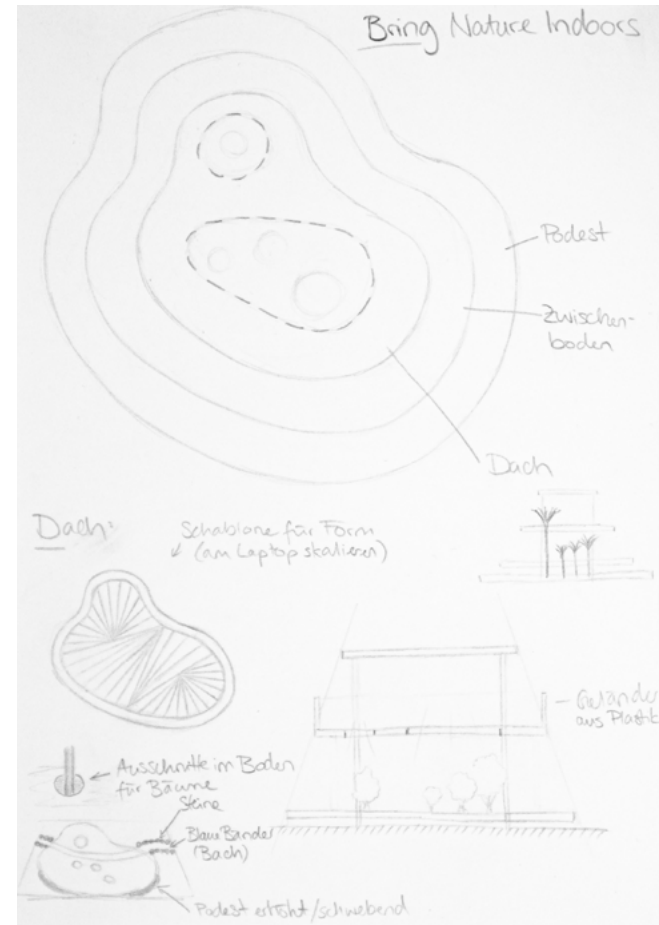 Bring Nature Indoors
Podest
Zwischen-
boden
Dach
Dach:
Schablone für Form
(am Laptop skalieren)
Geländer
aus Plastik
Ausschnitte im Boden
für Bäume
Steine
Blaue Bänder
(Bach)
Podest erhöht/schwebend